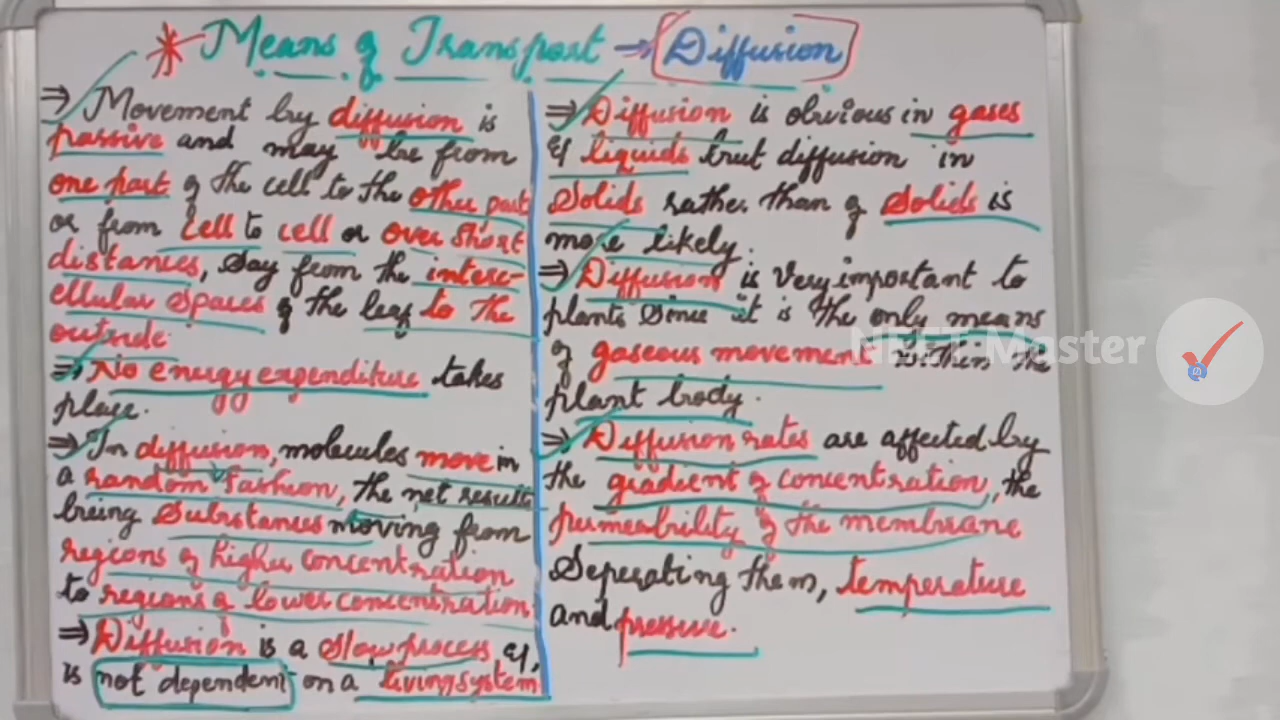 * Means of Transport → Diffusion
⇒ Movement by diffusion is
passive and may be from
one part of the cell to the other part
or from cell to cell or over short
distances, say from the interc-
ellular spaces of the leaf to the
outside.
⇒ No energy expenditure takes
place.
⇒ In diffusion, molecules move in
a random fashion, the net result
being substances moving from
regions of higher concentration
to regions of lower concentration
⇒ Diffusion is a slow process &,
is not dependent on a living system
⇒ Diffusion is obvious in gases
& liquids but diffusion in
solids rather than of solids is
more likely.
⇒ Diffusion is very important to
plants since it is the only means
of gaseous movement within the
plant body.
⇒ Diffusion rates are affected by
the gradient of concentration, the
permeability of the membrane
Seperating them, temperature
and pressure.
NEET Master